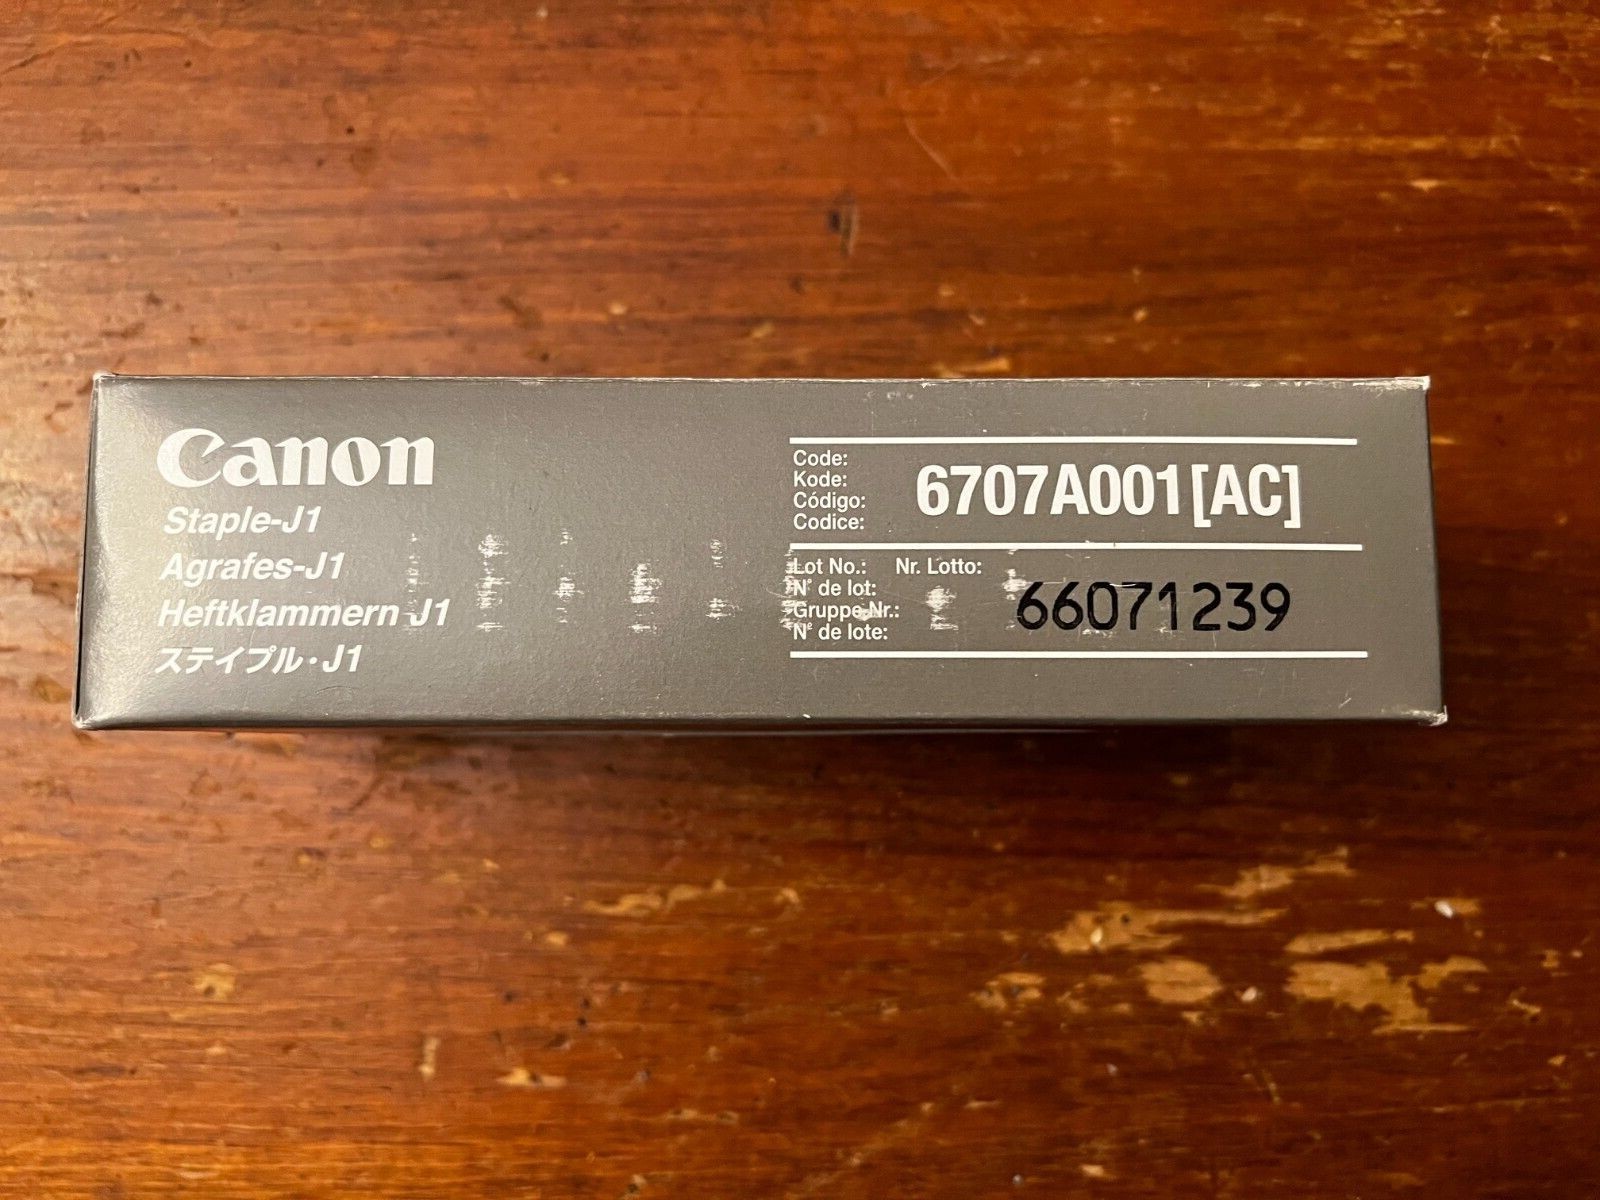 Canon
Staple-J1
Agrafes-J1
Heftklammern J1
ステイプル・J1
Code:
Kode:
Código:
Codice:
6707A001[AC]
Lot No.: Nr. Lotto:
N° de lot:
Gruppe-Nr.:
N° de lote:
66071239